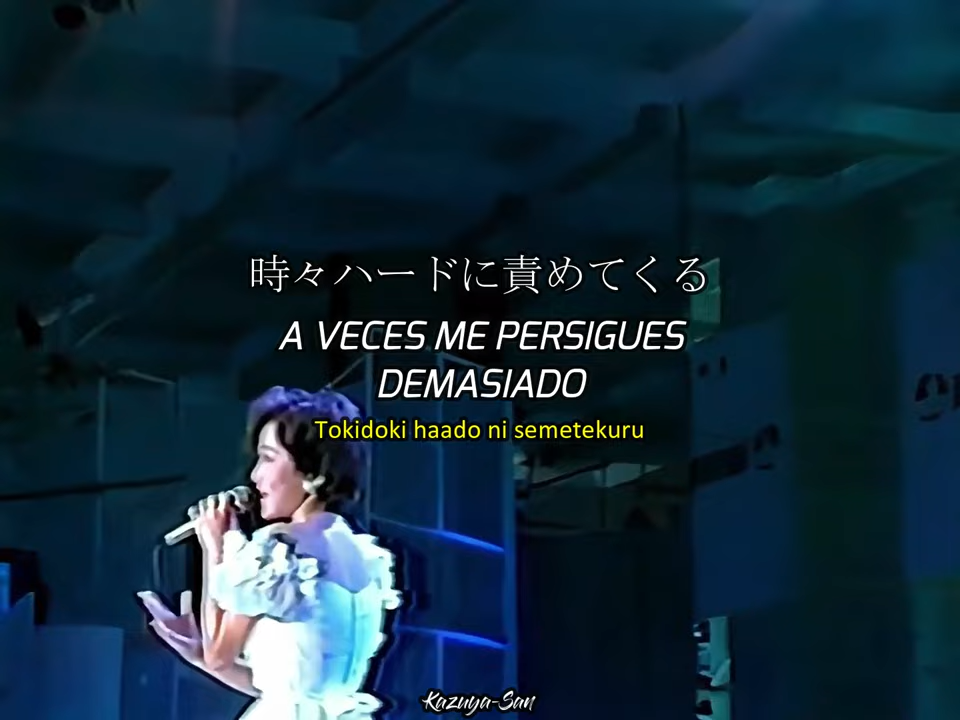 時々ハードに責めてくる
A VECES ME PERSIGUES
DEMASIADO
Tokidoki haado ni semetekuru
Kazuya-San